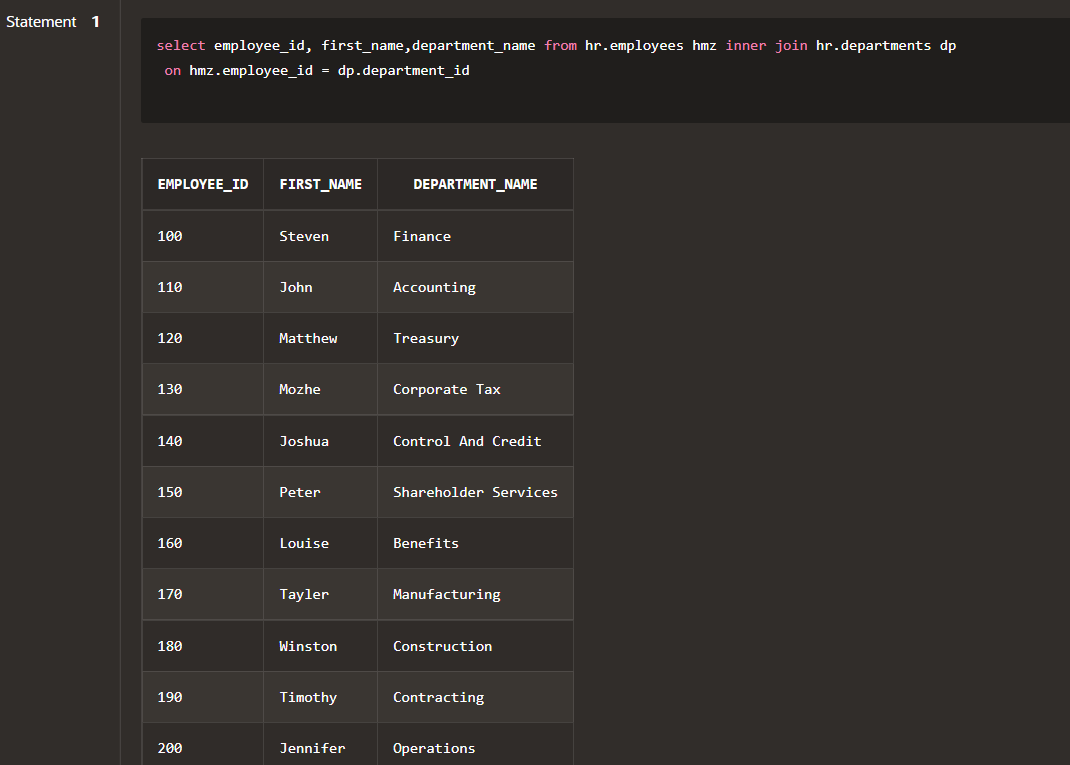 Statement 1
select employee_id, first_name,department_name from hr.employees hmz inner join hr.departments dp
on hmz.employee_id = dp.department_id
EMPLOYEE_ID FIRST_NAME DEPARTMENT_NAME
100 Steven Finance
110 John Accounting
120 Matthew Treasury
130 Mozhe Corporate Tax
140 Joshua Control And Credit
150 Peter Shareholder Services
160 Louise Benefits
170 Tayler Manufacturing
180 Winston Construction
190 Timothy Contracting
200 Jennifer Operations